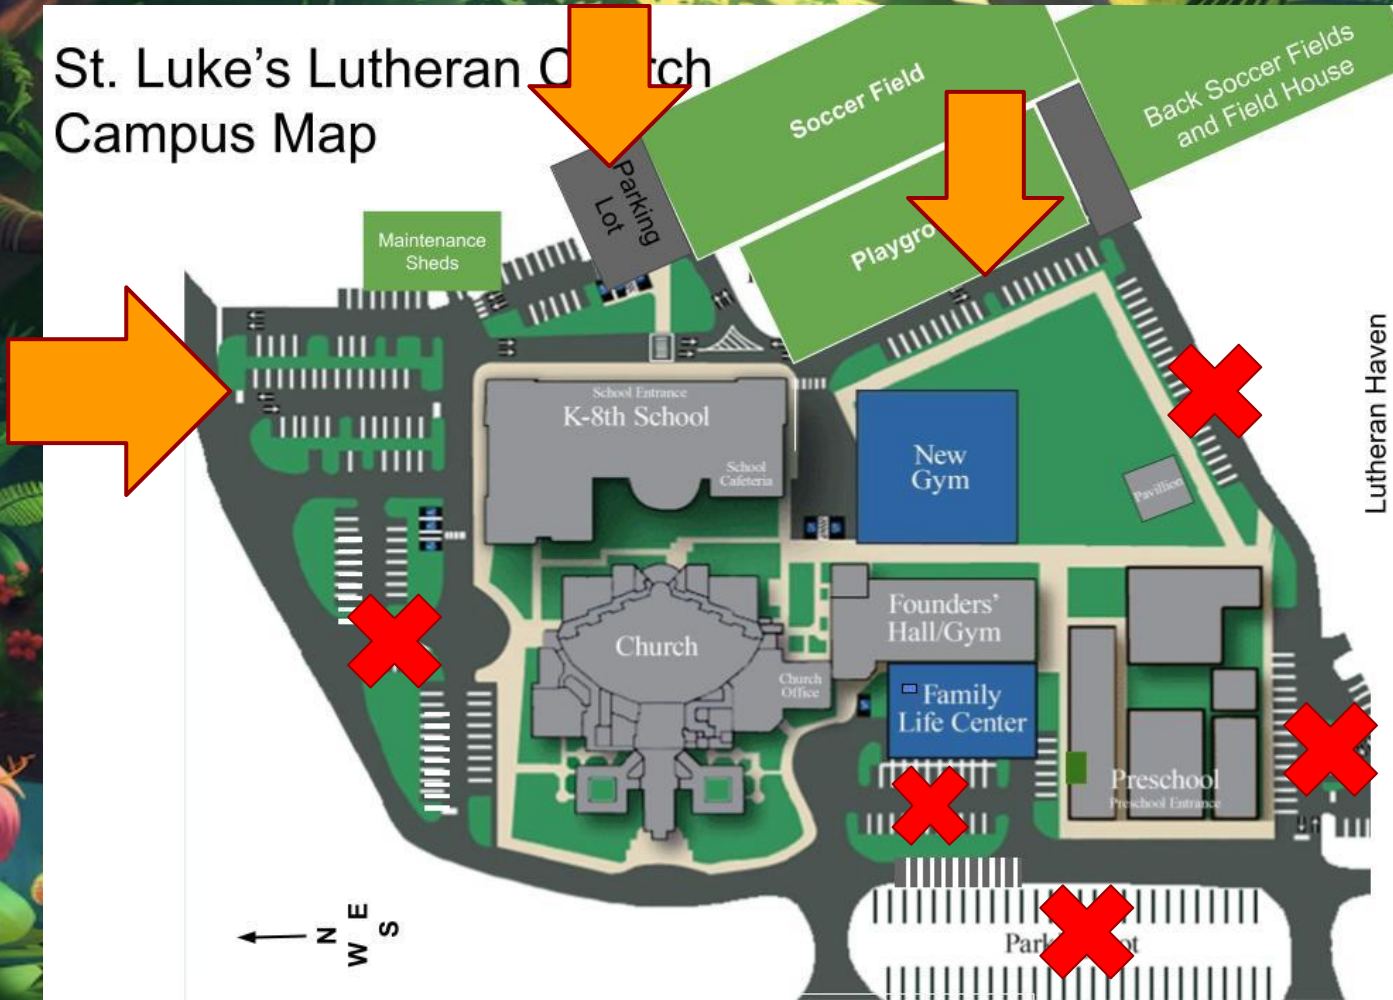 St. Luke's Lutheran
Campus Map
Soccer Field
Back Soccer Fields
and Field House
Parking
Lot
Maintenance
Sheds
School Entrance
K-8th School
School
Cafeteria
New
Gym
Pavillion
Lutheran Haven
Church
Church
Office
Founders'
Hall/Gym
Family
Life Center
Preschool
Preschool Entrance
N
W E
S